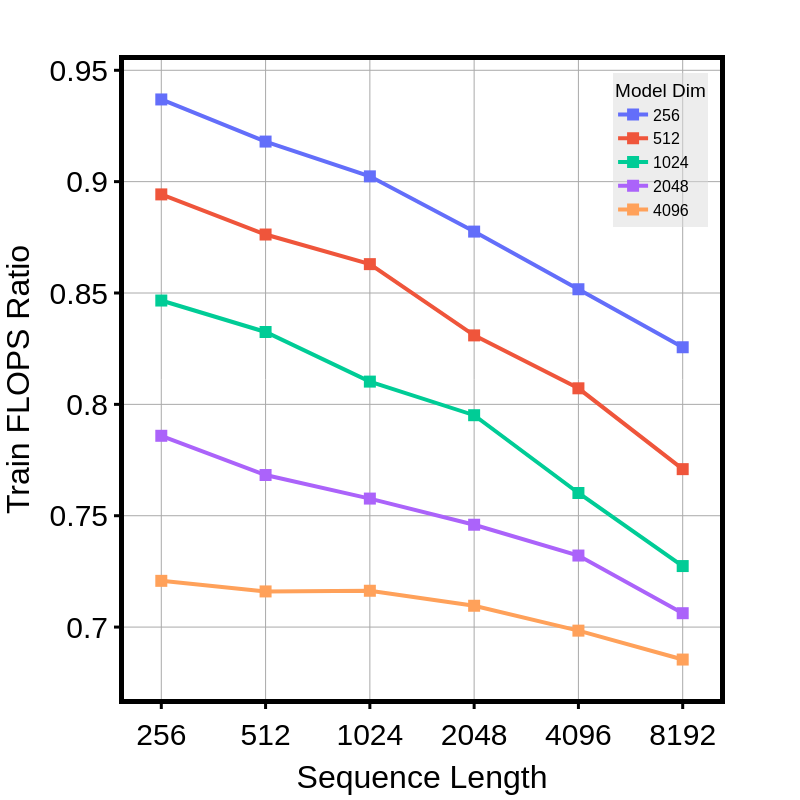 0.95
0.9
0.85
0.8
0.75
0.7
Train FLOPS Ratio
Model Dim
256
512
1024
2048
4096
256 512 1024 2048 4096 8192
Sequence Length